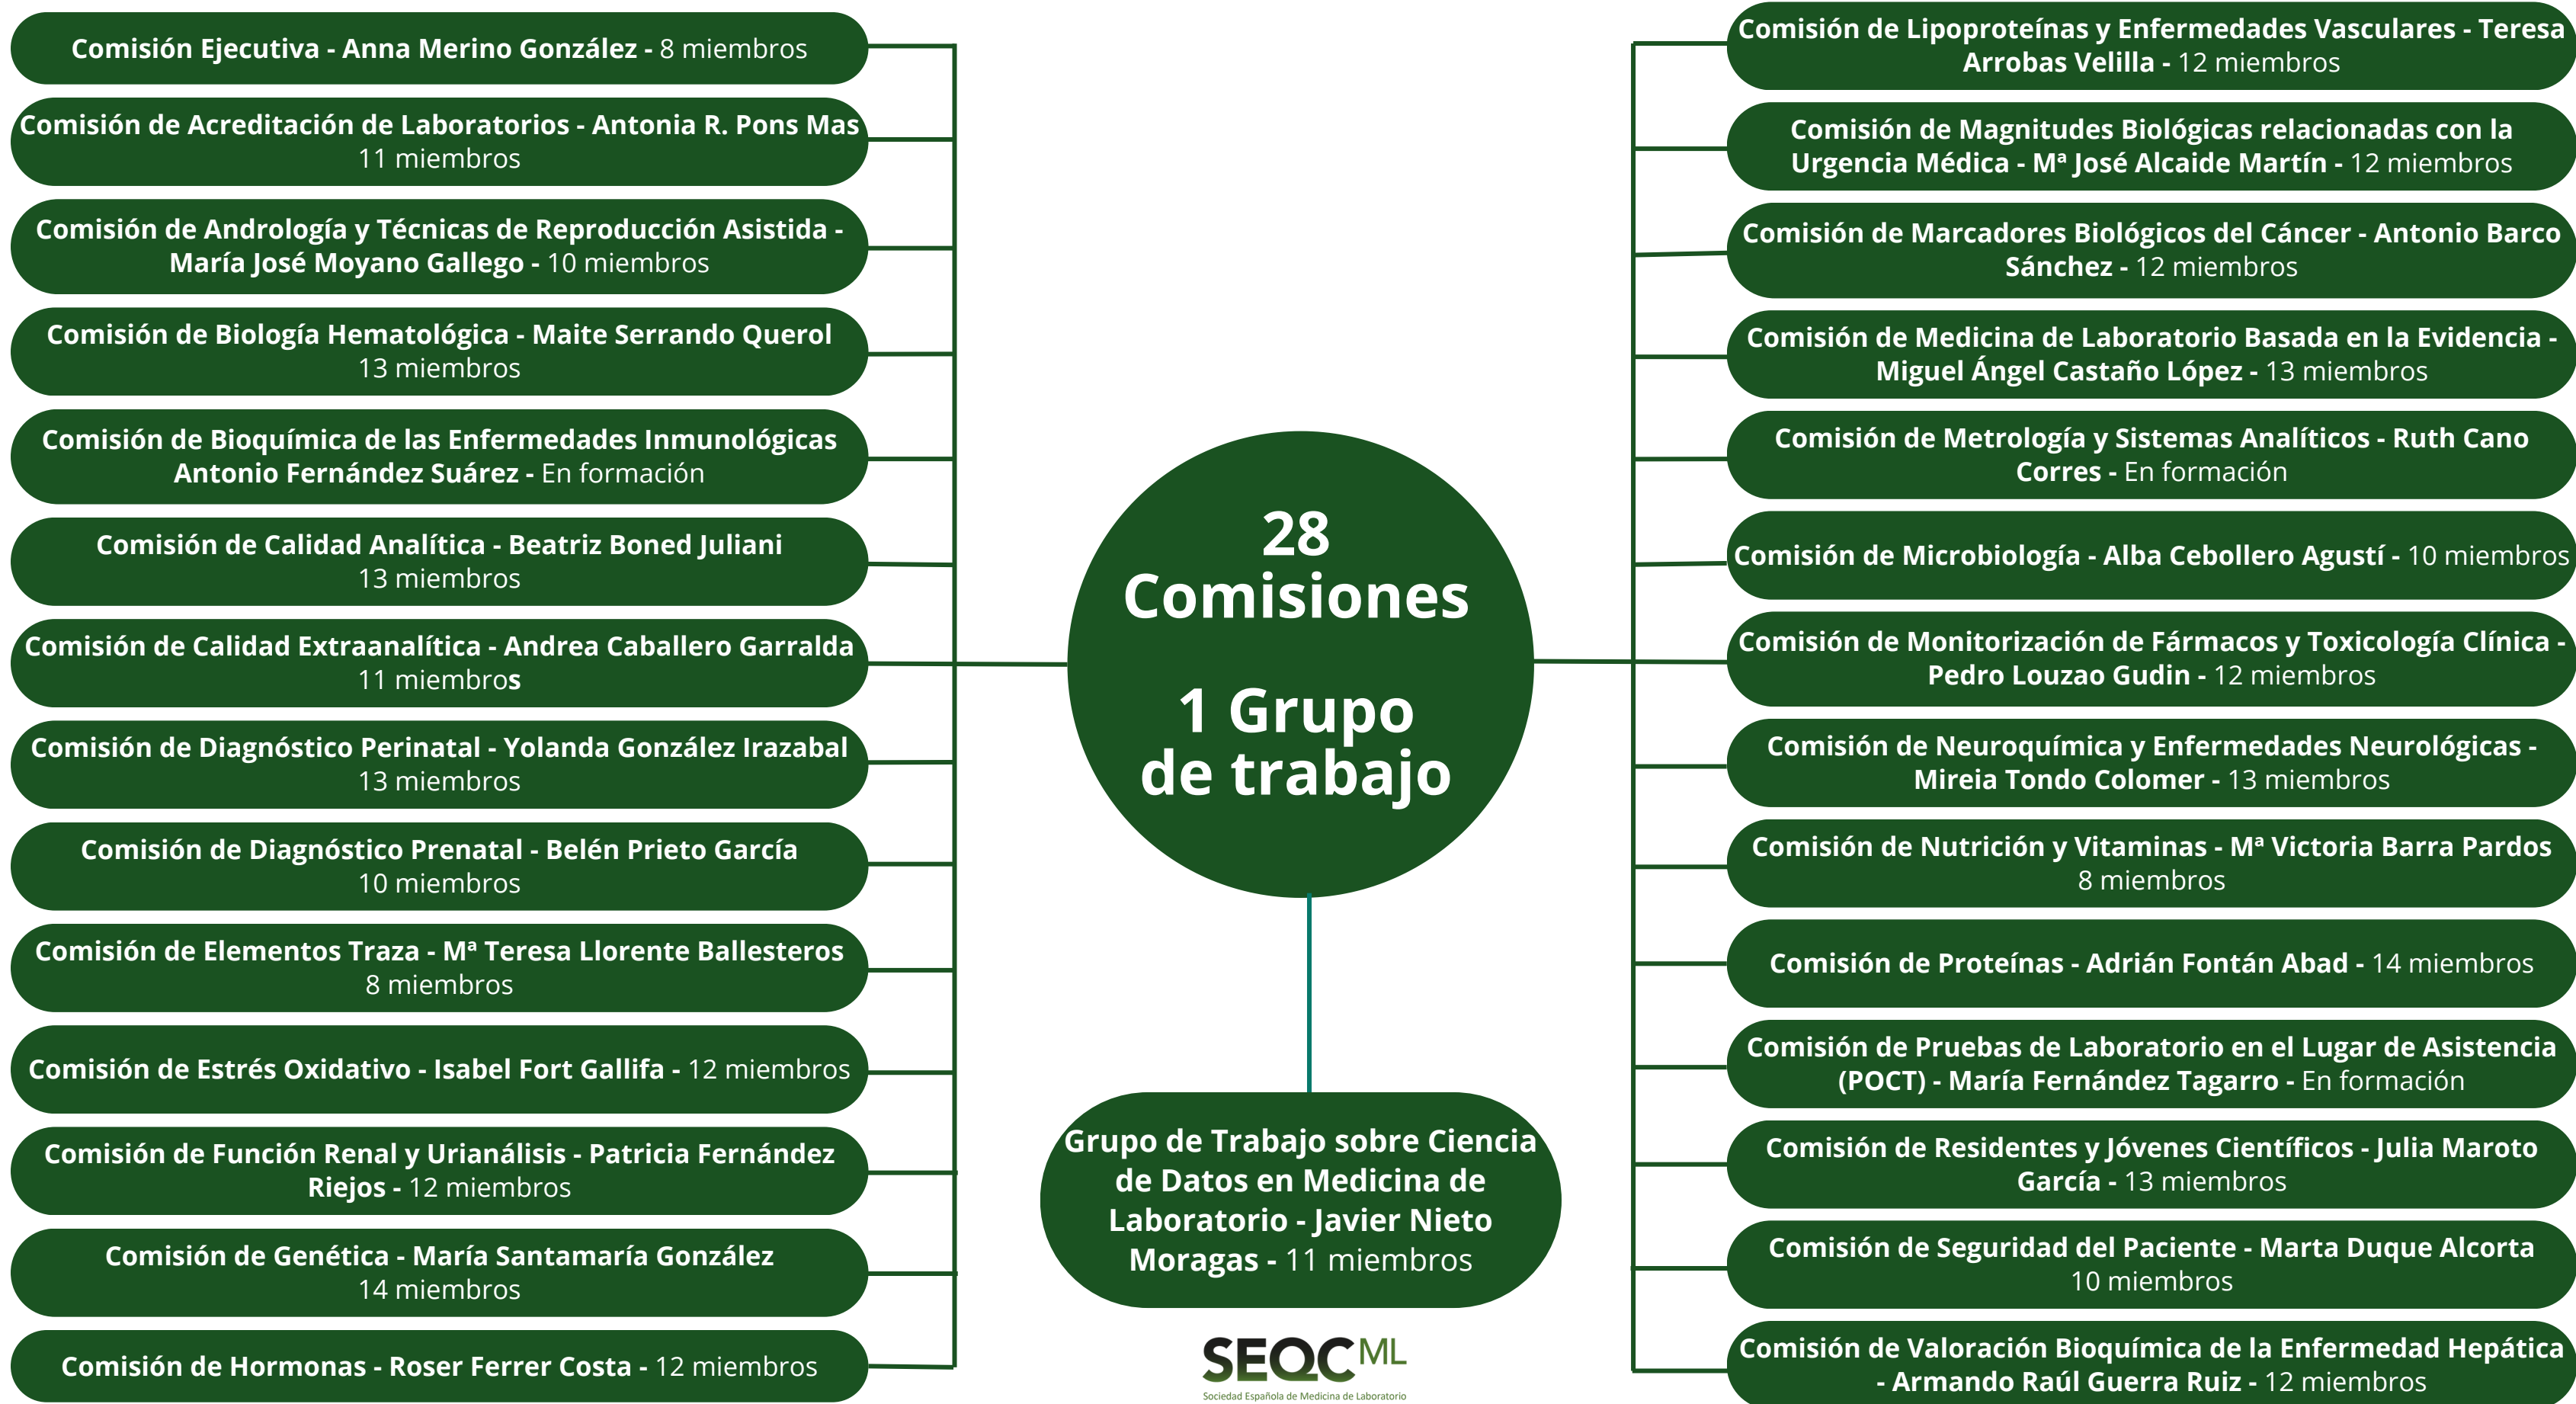 Comisión Ejecutiva - Anna Merino González - 8 miembros
Comisión de Acreditación de Laboratorios - Antonia R. Pons Mas
11 miembros
Comisión de Andrología y Técnicas de Reproducción Asistida -
María José Moyano Gallego - 10 miembros
Comisión de Biología Hematológica - Maite Serrando Querol
13 miembros
Comisión de Bioquímica de las Enfermedades Inmunológicas
Antonio Fernández Suárez - En formación
Comisión de Calidad Analítica - Beatriz Boned Juliani
13 miembros
Comisión de Calidad Extraanalítica - Andrea Caballero Garralda
11 miembros
Comisión de Diagnóstico Perinatal - Yolanda González Irazabal
13 miembros
Comisión de Diagnóstico Prenatal - Belén Prieto García
10 miembros
Comisión de Elementos Traza - Mª Teresa Llorente Ballesteros
8 miembros
Comisión de Estrés Oxidativo - Isabel Fort Gallifa - 12 miembros
Comisión de Función Renal y Urianálisis - Patricia Fernández
Riejos - 12 miembros
Comisión de Genética - María Santamaría González
14 miembros
Comisión de Hormonas - Roser Ferrer Costa - 12 miembros
28
Comisiones
1 Grupo
de trabajo
Grupo de Trabajo sobre Ciencia
de Datos en Medicina de
Laboratorio - Javier Nieto
Moragas - 11 miembros
SEQC ML
Sociedad Española de Medicina de Laboratorio
Comisión de Lipoproteínas y Enfermedades Vasculares - Teresa
Arrobas Velilla - 12 miembros
Comisión de Magnitudes Biológicas relacionadas con la
Urgencia Médica - Mª José Alcaide Martín - 12 miembros
Comisión de Marcadores Biológicos del Cáncer - Antonio Barco
Sánchez - 12 miembros
Comisión de Medicina de Laboratorio Basada en la Evidencia -
Miguel Ángel Castaño López - 13 miembros
Comisión de Metrología y Sistemas Analíticos - Ruth Cano
Corres - En formación
Comisión de Microbiología - Alba Cebollero Agustí - 10 miembros
Comisión de Monitorización de Fármacos y Toxicología Clínica -
Pedro Louzao Gudin - 12 miembros
Comisión de Neuroquímica y Enfermedades Neurológicas -
Mireia Tondo Colomer - 13 miembros
Comisión de Nutrición y Vitaminas - Mª Victoria Barra Pardos
8 miembros
Comisión de Proteínas - Adrián Fontán Abad - 14 miembros
Comisión de Pruebas de Laboratorio en el Lugar de Asistencia
(POCT) - María Fernández Tagarro - En formación
Comisión de Residentes y Jóvenes Científicos - Julia Maroto
García - 13 miembros
Comisión de Seguridad del Paciente - Marta Duque Alcorta
10 miembros
Comisión de Valoración Bioquímica de la Enfermedad Hepática
- Armando Raúl Guerra Ruiz - 12 miembros